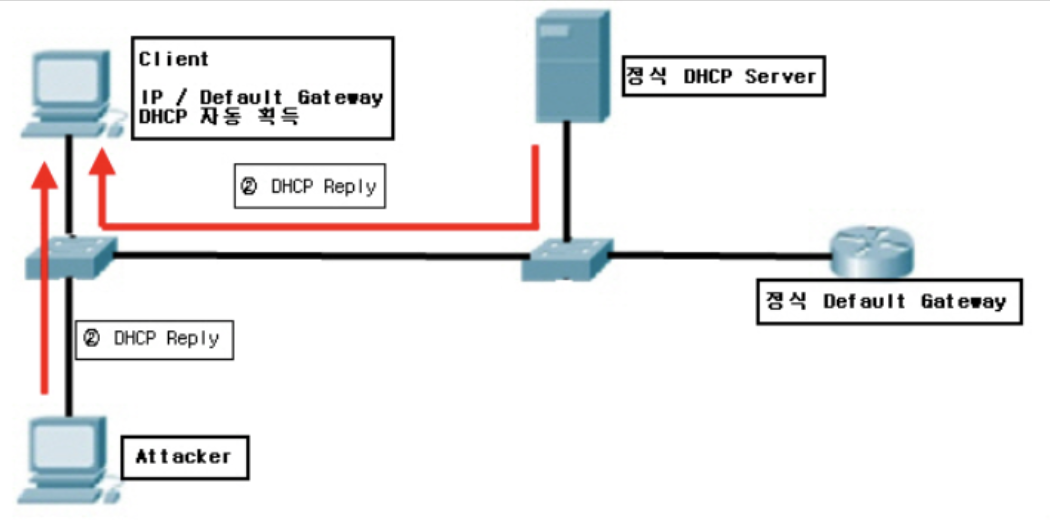 Client
IP / Default Gateway
DHCP 자동 획득
정식 DHCP Server
② DHCP Reply
정식 Default Gateway
② DHCP Reply
Attacker